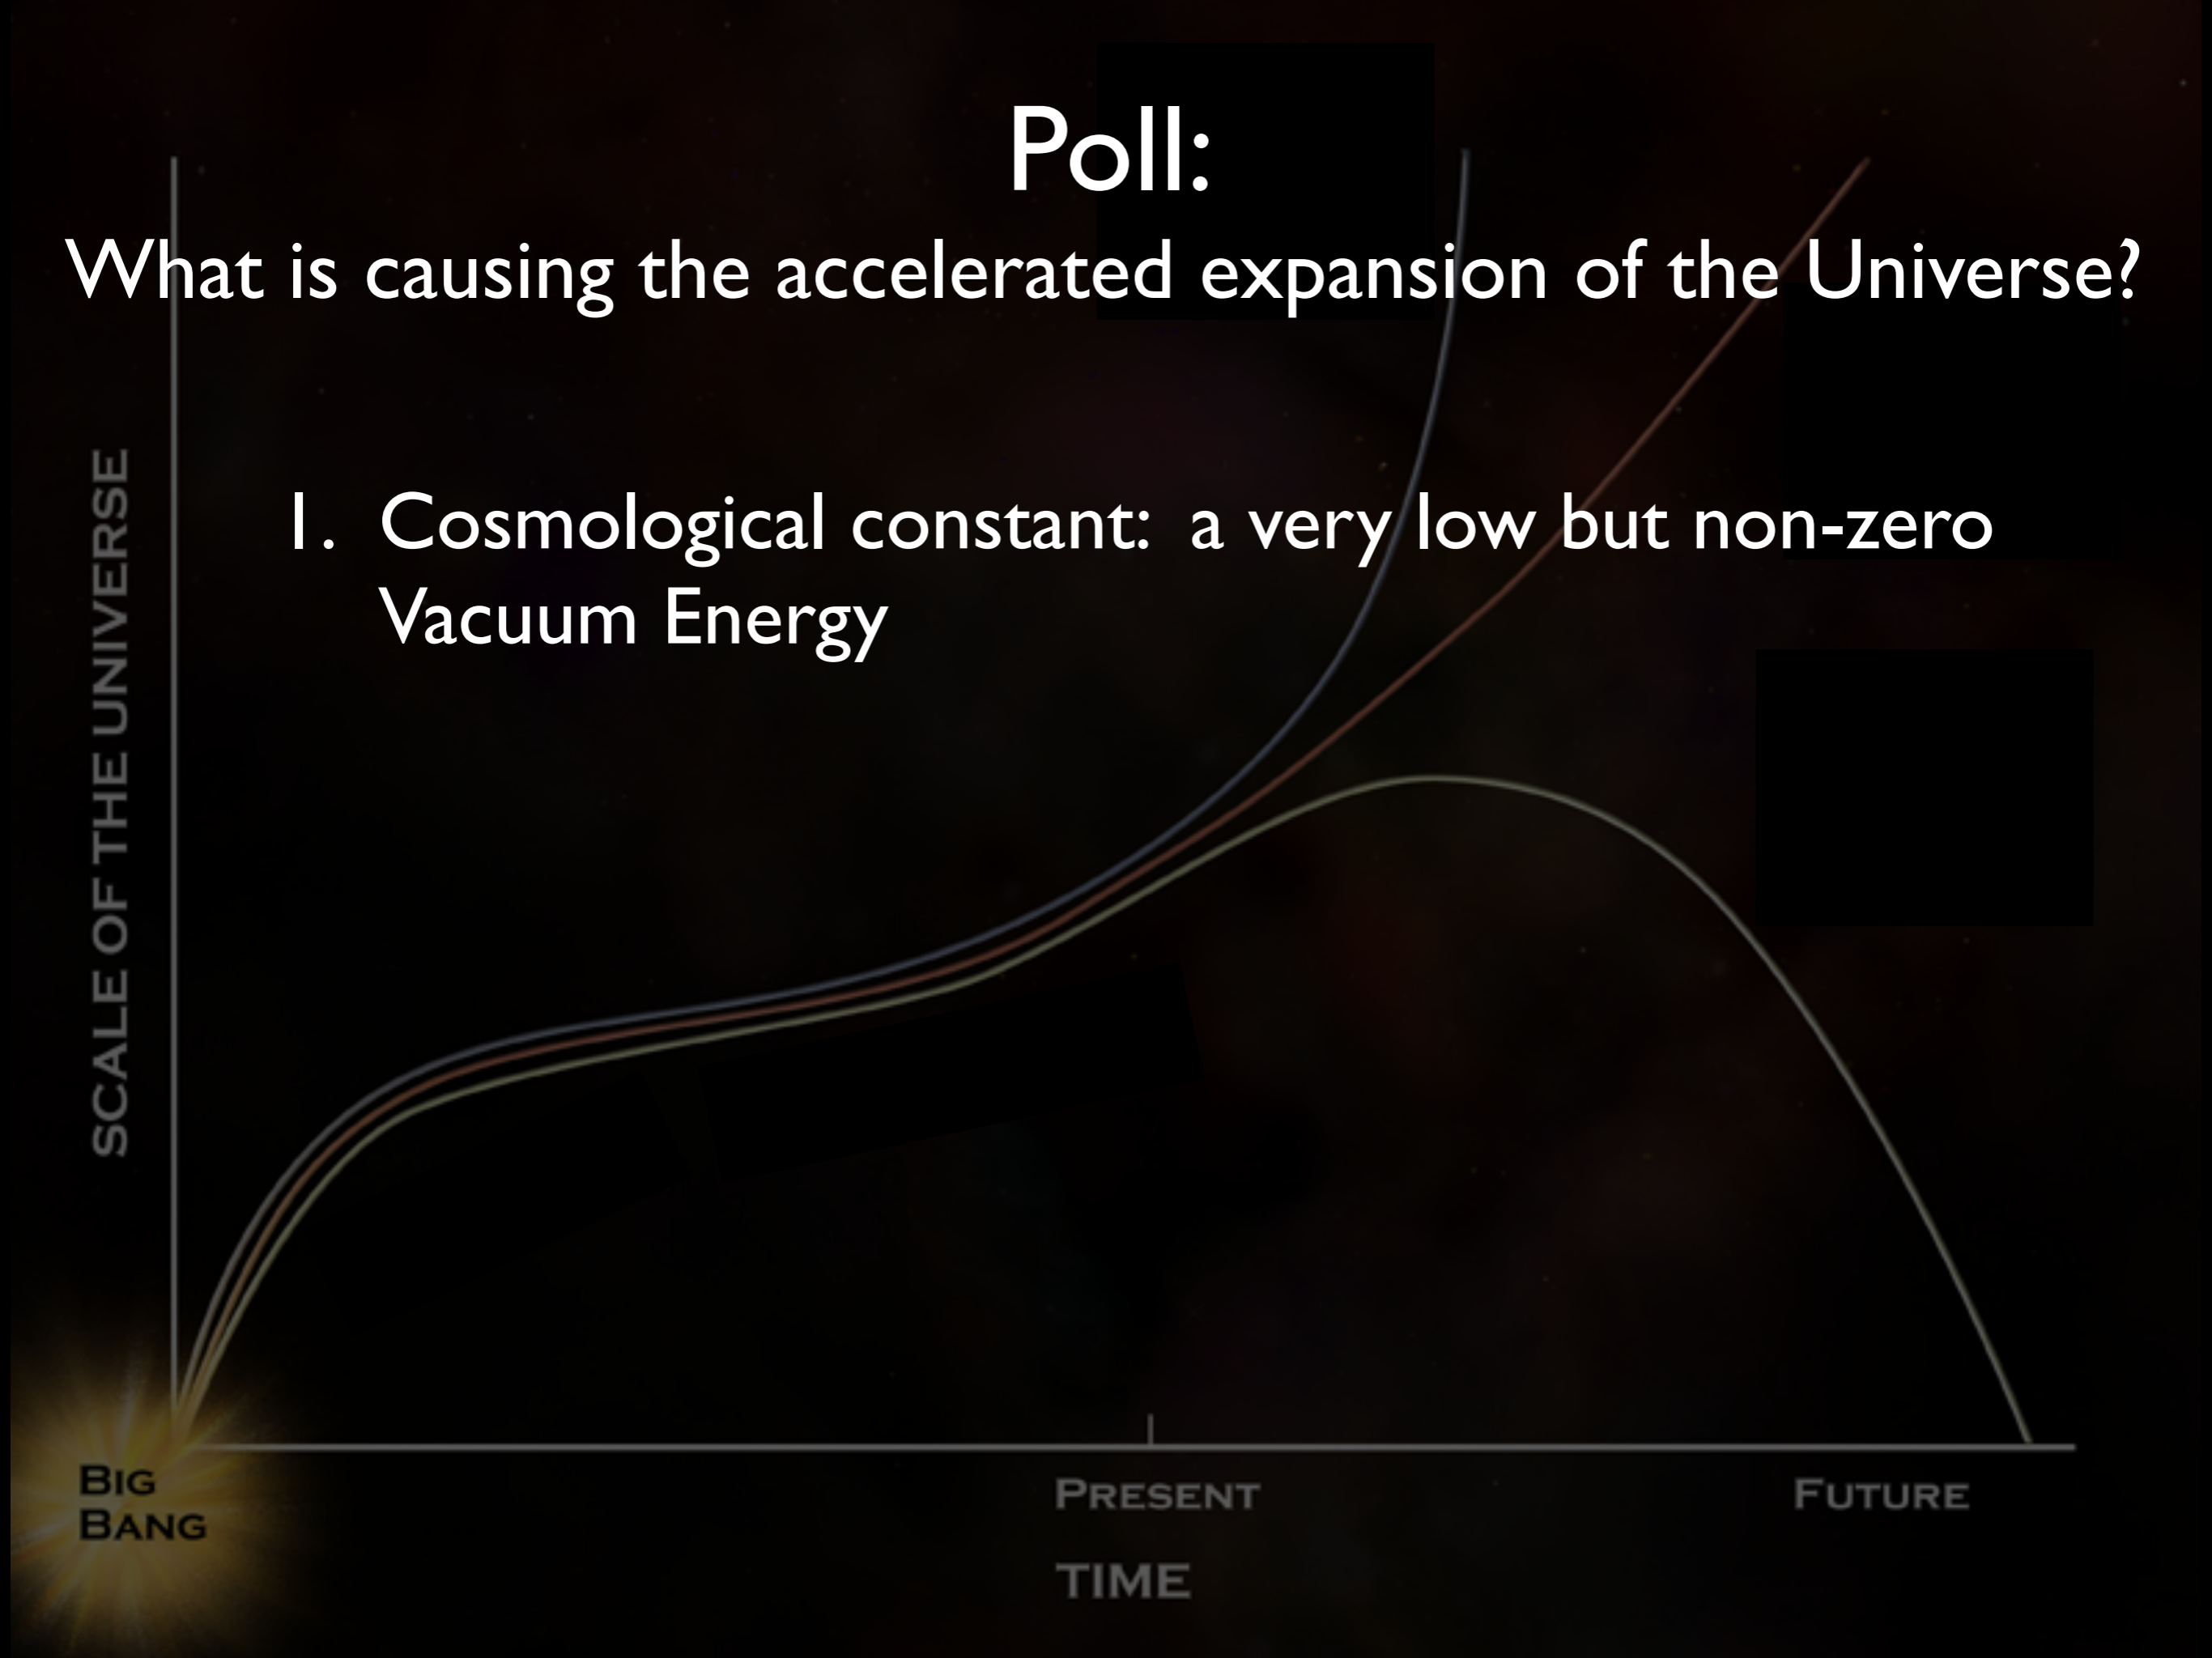 Poll:
What is causing the accelerated expansion of the Universe?
1. Cosmological constant: a very low but non-zero
Vacuum Energy
SCALE OF THE UNIVERSE
BIG
BANG
PRESENT
FUTURE
TIME